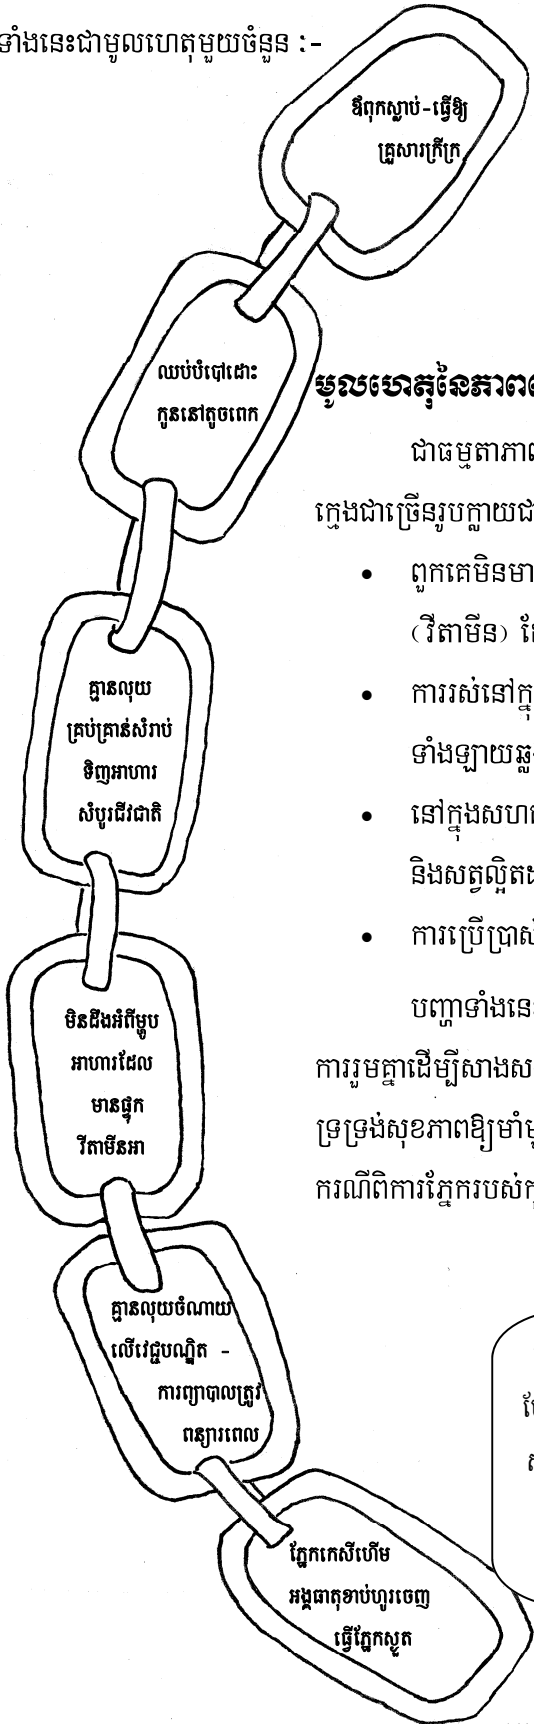 ទាំងនេះជាមូលហេតុមួយចំនួន :-
ឪពុកស្លាប់-ធ្វើឱ្យ
គ្រួសារក្រីក្រ
ឈប់បំបៅដោះ
កូននៅតូចពេក
គ្មានលុយ
គ្រប់គ្រាន់សំរាប់
ទិញអាហារ
សំបូរជីវជាតិ
មិនដឹងអំពីម្ហូប
អាហារដែល
មានផ្ទុក
វីតាមីនអា
គ្មានលុយចំណាយ
លើវេជ្ជបណ្ឌិត -
ការព្យាបាលត្រូវ
ពន្យារពេល
ភ្នែកកេសីហើម
អង្គធាតុខាប់ហូរចេញ
ធ្វើភ្នែកស្ងួត
មូលហេតុនៃភាព
ជាធម្មតាភាព
ក្មេងជាច្រើនរូបក្លាយជា
• ពួកគេមិនមា
(វីតាមីន) ដែ
• ការរស់នៅក្នុ
ទាំងឡាយឆ្ល
• នៅក្នុងសហ
និងសត្វល្អិត
• ការប្រើប្រាស់
បញ្ហាទាំងនេះ
ការរួមគ្នាដើម្បីសាងស
ទ្រទ្រង់សុខភាពឱ្យមាំមួ
ករណីពិការភ្នែករបស់កុ